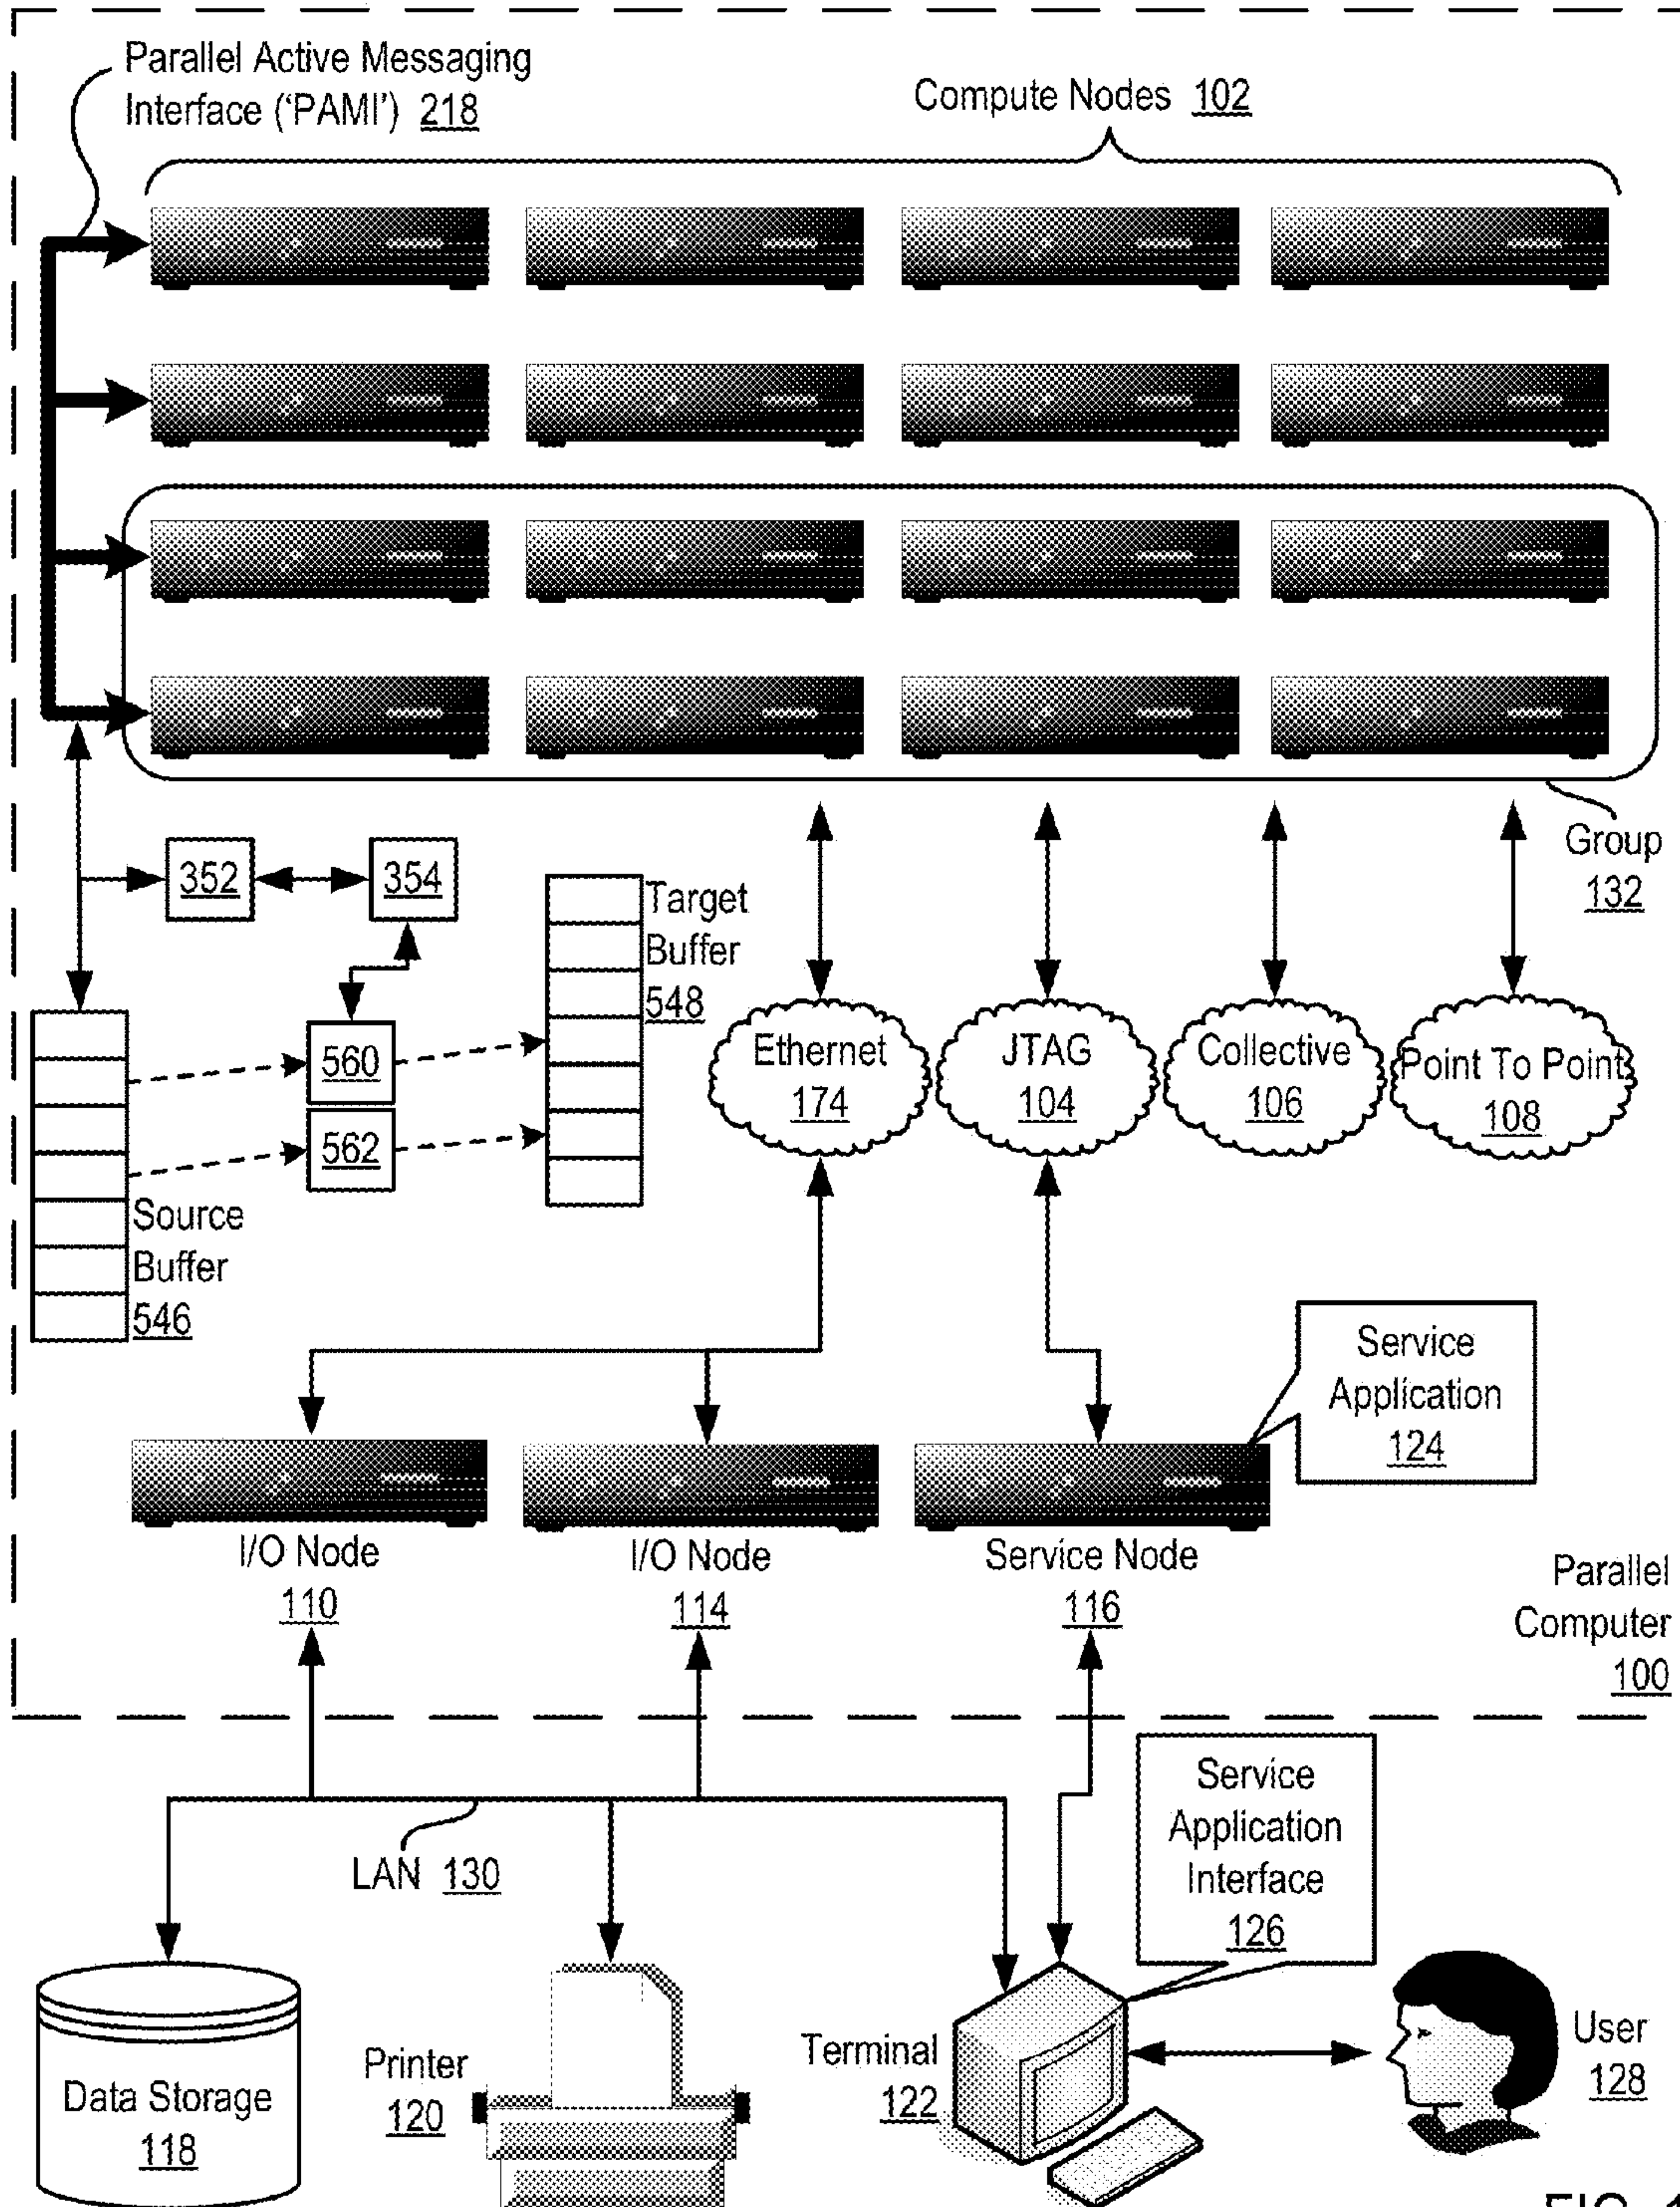 Parallel Active Messaging
Interface ('PAMI') 218
Compute Nodes 102
Group
132
352
354
Target
Buffer
548
560
562
Source
Buffer
546
Ethernet
174
JTAG
104
Collective
106
Point To Point
108
Service
Application
124
I/O Node
110
I/O Node
114
Service Node
116
Parallel
Computer
100
LAN 130
Service
Application
Interface
126
Data Storage
118
Printer
120
Terminal
122
User
128
FIG. 1